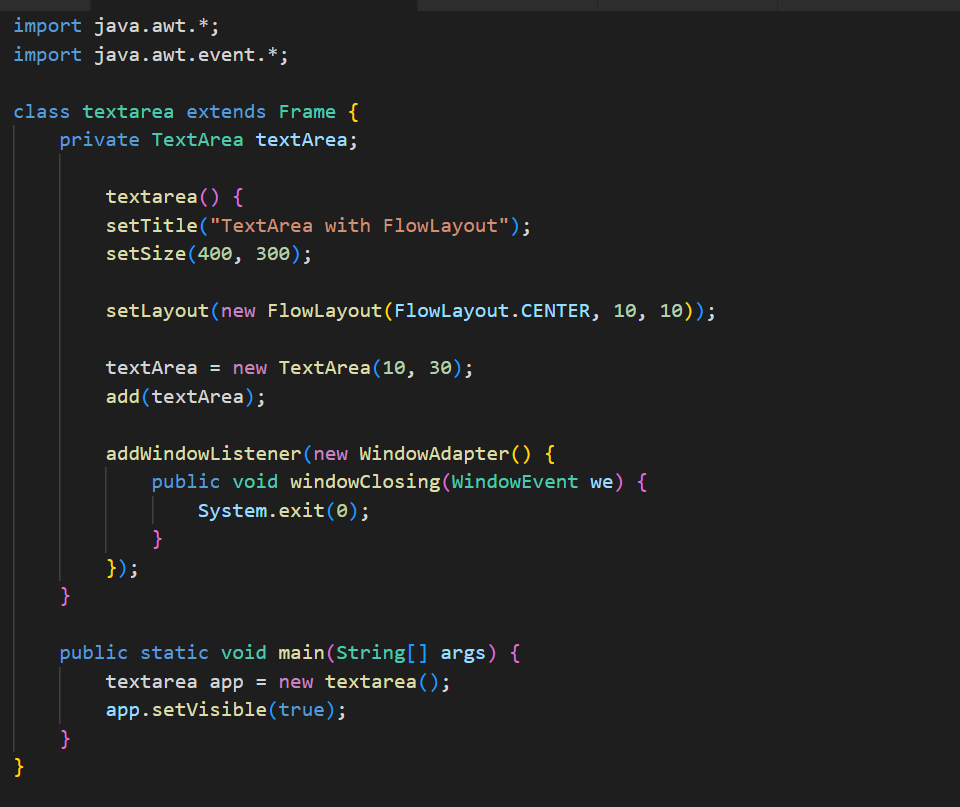 import java.awt.*;
import java.awt.event.*;
class textarea extends Frame {
    private TextArea textArea;
        textarea() {
        setTitle("TextArea with FlowLayout");
        setSize(400, 300);
        setLayout(new FlowLayout(FlowLayout.CENTER, 10, 10));
        textArea = new TextArea(10, 30);
        add(textArea);
        addWindowListener(new WindowAdapter() {
            public void windowClosing(WindowEvent we) {
                System.exit(0);
            }
        });
    }
    public static void main(String[] args) {
        textarea app = new textarea();
        app.setVisible(true);
    }
}